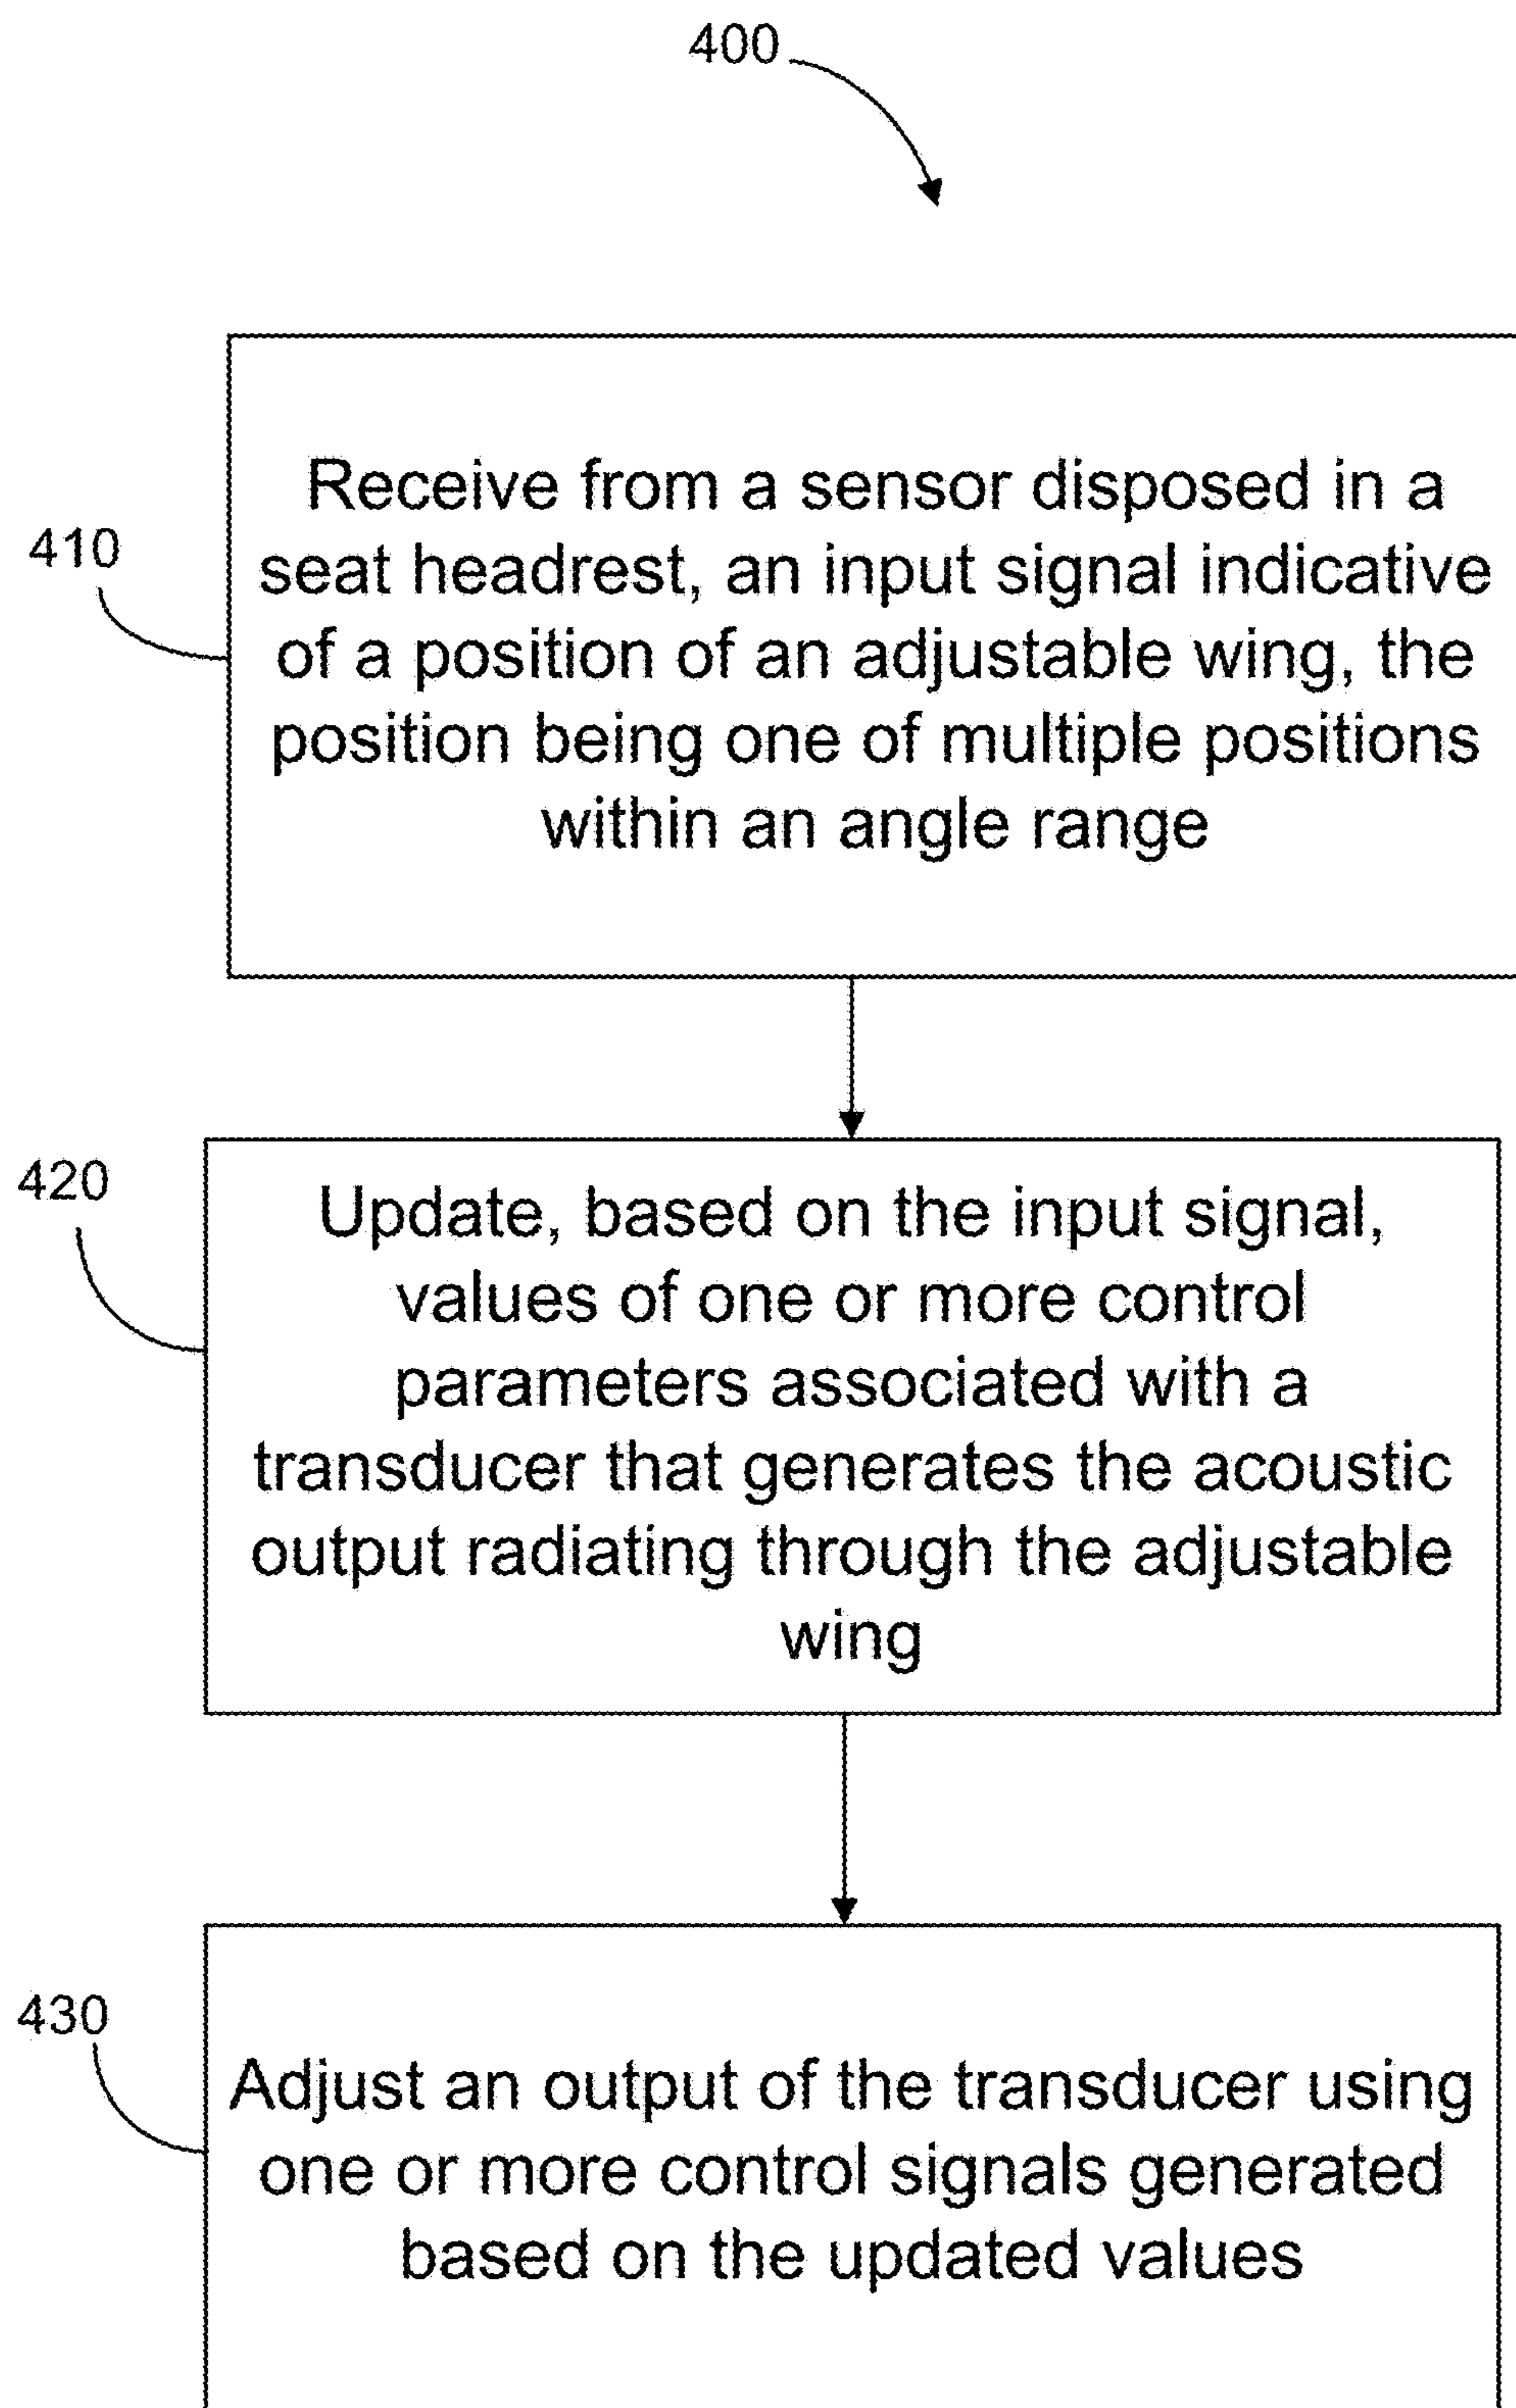 400
410
Receive from a sensor disposed in a
seat headrest, an input signal indicative
of a position of an adjustable wing, the
position being one of multiple positions
within an angle range
420
Update, based on the input signal,
values of one or more control
parameters associated with a
transducer that generates the acoustic
output radiating through the adjustable
wing
430
Adjust an output of the transducer using
one or more control signals generated
based on the updated values